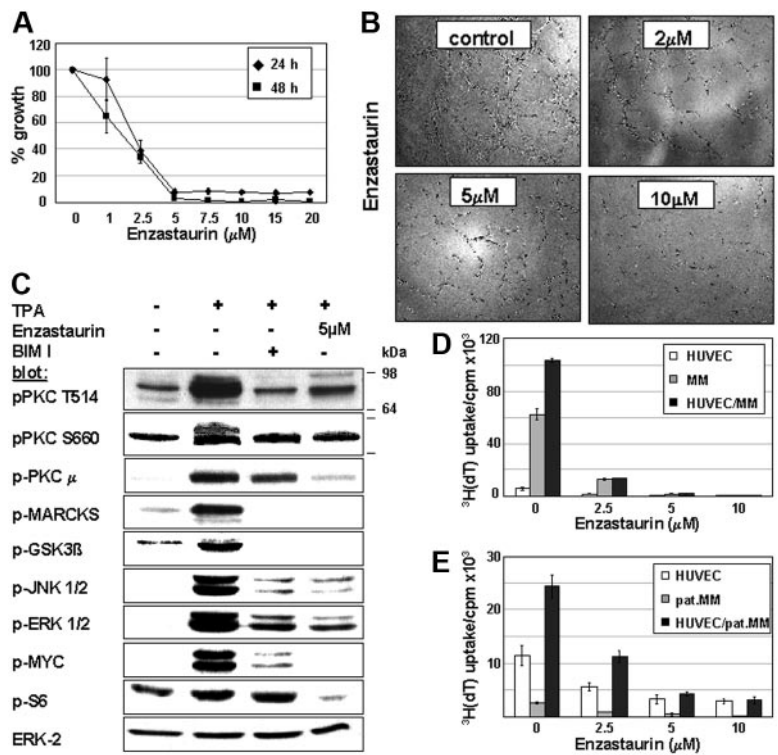 A
120
100
80
60
40
20
0
% growth
24 h
48 h
0 1 2.5 5 7.5 10 15 20
Enzastaurin (µM)
B
Enzastaurin
control
2µM
5µM
10µM
C
TPA - + + +
Enzastaurin - - - 5µM
BIM I - - + -
blot:
kDa
pPKC T514
98
64
pPKC S660
p-PKC µ
p-MARCKS
p-GSK3ß
p-JNK 1/2
p-ERK 1/2
p-MYC
p-S6
ERK-2
D
³H(dT) uptake/cpm x10³
120
80
40
0
HUVEC
MM
HUVEC/MM
0 2.5 5 10
Enzastaurin (µM)
E
³H(dT) uptake/cpm x10³
30
20
10
0
HUVEC
pat.MM
HUVEC/pat.MM
0 2.5 5 10
Enzastaurin (µM)